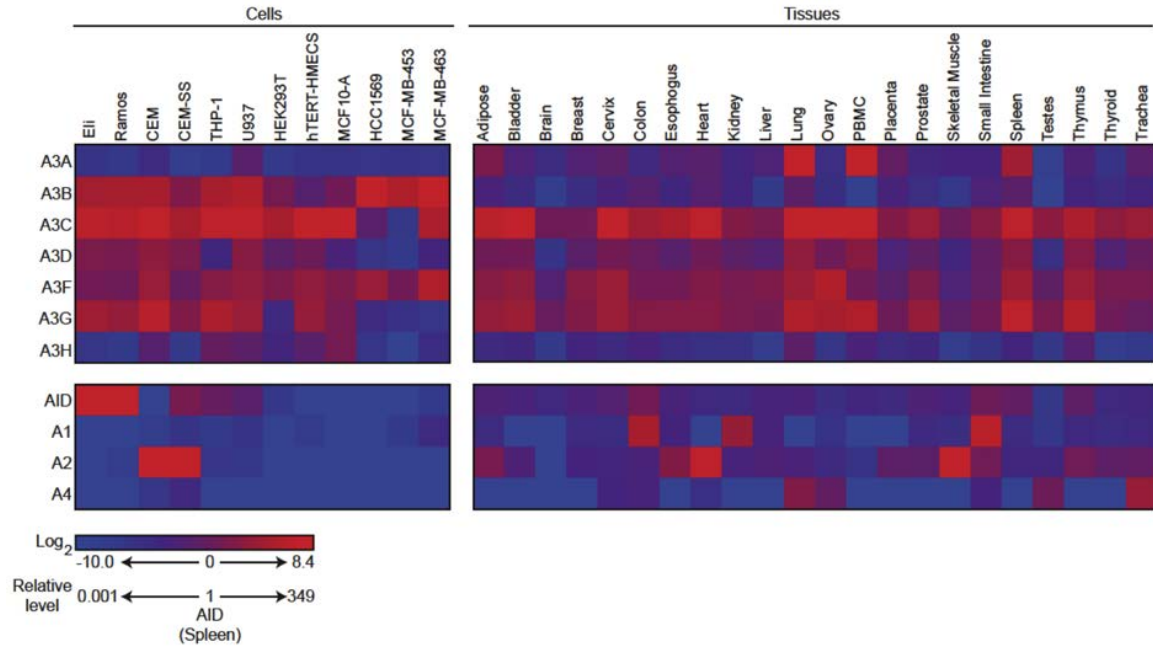 Cells Tissues
Eli Ramos CEM CEM-SS THP-1 U937 HEK293T hTERT-HMECS MCF10-A HCC1569 MCF-MB-453 MCF-MB-463 Adipose Bladder Brain Breast Cervix Colon Esophogus Heart Kidney Liver Lung Ovary PBMC Placenta Prostate Skeletal Muscle Small Intestine Spleen Testes Thymus Thyroid Trachea
A3A
A3B
A3C
A3D
A3F
A3G
A3H
AID
A1
A2
A4
Log2
-10.0 0 8.4
Relative level 0.001 1 349
AID
(Spleen)